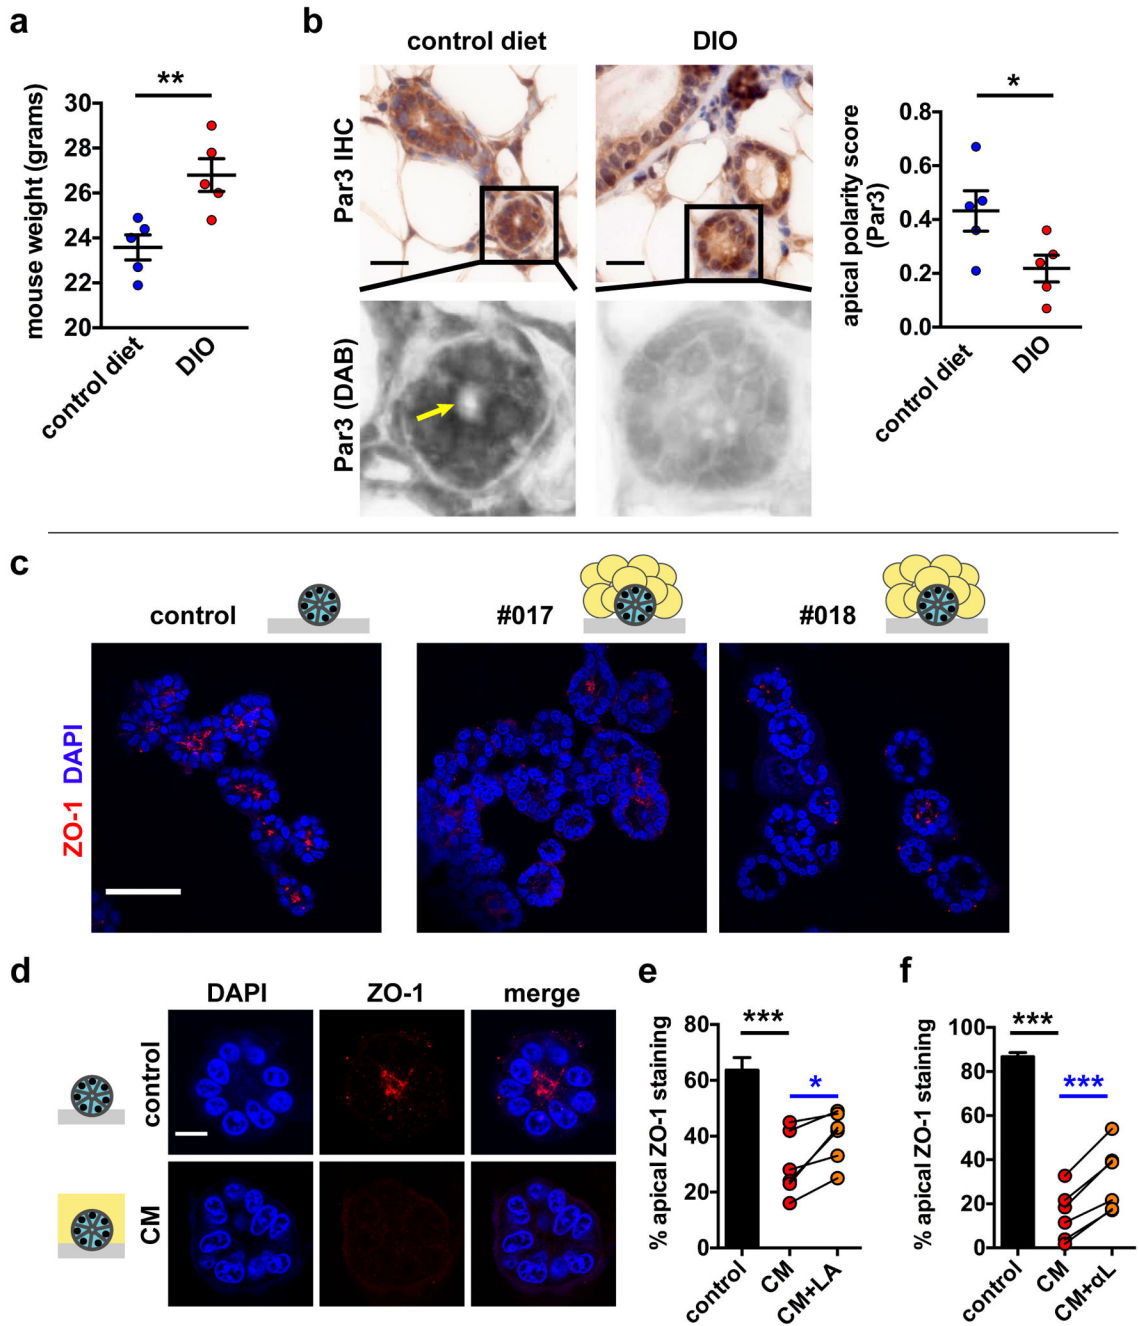 a
**
mouse weight (grams)
30
28
26
24
22
20
control diet
DIO
b
control diet
DIO
Par3 IHC
Par3 (DAB)
*
apical polarity score
(Par3)
0.8
0.6
0.4
0.2
0.0
control diet
DIO
c
control
#017
#018
ZO-1 DAPI
d
DAPI
ZO-1
merge
control
CM
e
***
*
% apical ZO-1 staining
80
60
40
20
0
control
CM
CM+LA
f
***
***
% apical ZO-1 staining
100
80
60
40
20
0
control
CM
CM+αL